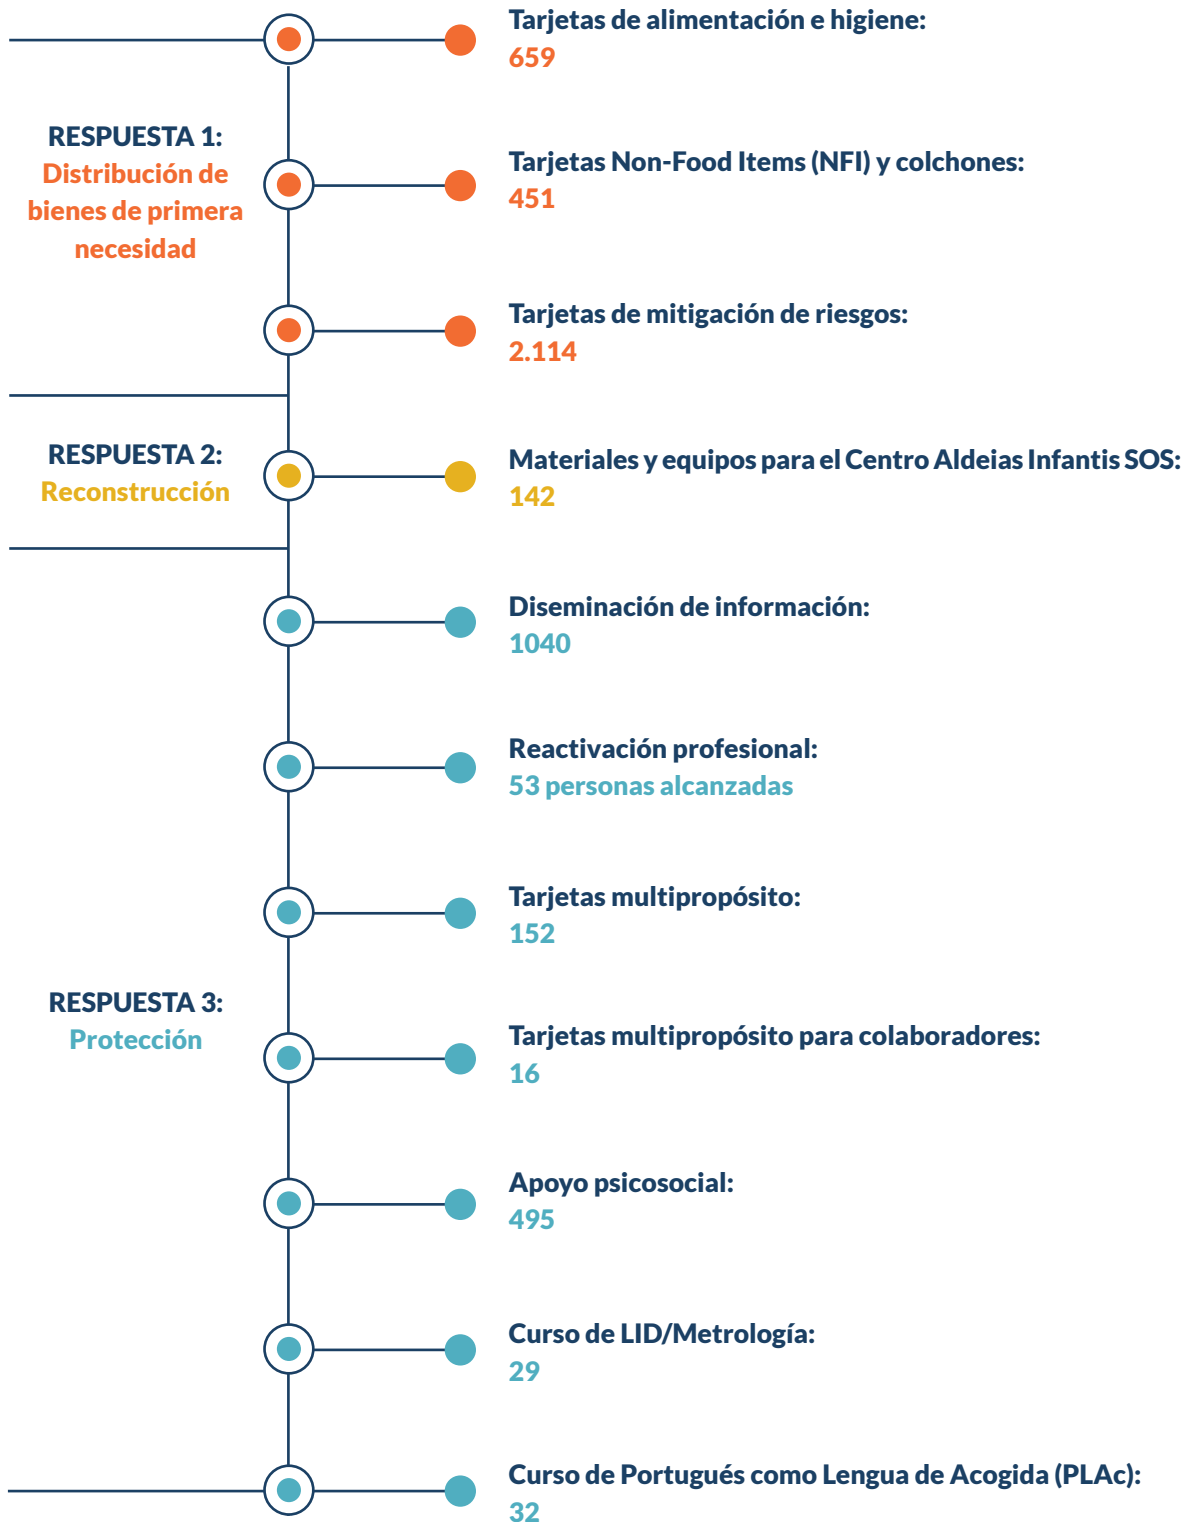 Tarjetas de alimentación e higiene:
659
RESPUESTA 1:
Distribución de
bienes de primera
necesidad
Tarjetas Non-Food Items (NFI) y colchones:
451
Tarjetas de mitigación de riesgos:
2.114
RESPUESTA 2:
Reconstrucción
Materiales y equipos para el Centro Aldeias Infantis SOS:
142
Diseminación de información:
1040
Reactivación profesional:
53 personas alcanzadas
Tarjetas multipropósito:
152
RESPUESTA 3:
Protección
Tarjetas multipropósito para colaboradores:
16
Apoyo psicosocial:
495
Curso de LID/Metrología:
29
Curso de Portugués como Lengua de Acogida (PLAc):
32